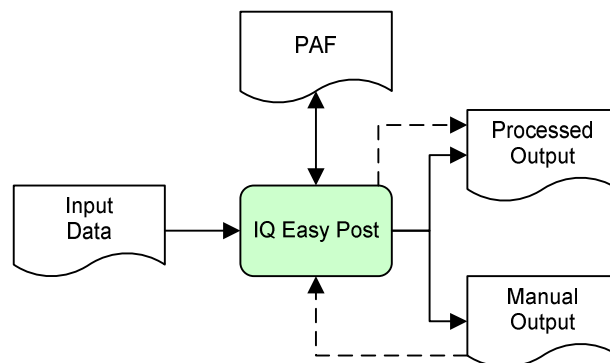 PAF
Processed
Output
Input
Data
IQ Easy Post
Manual
Output